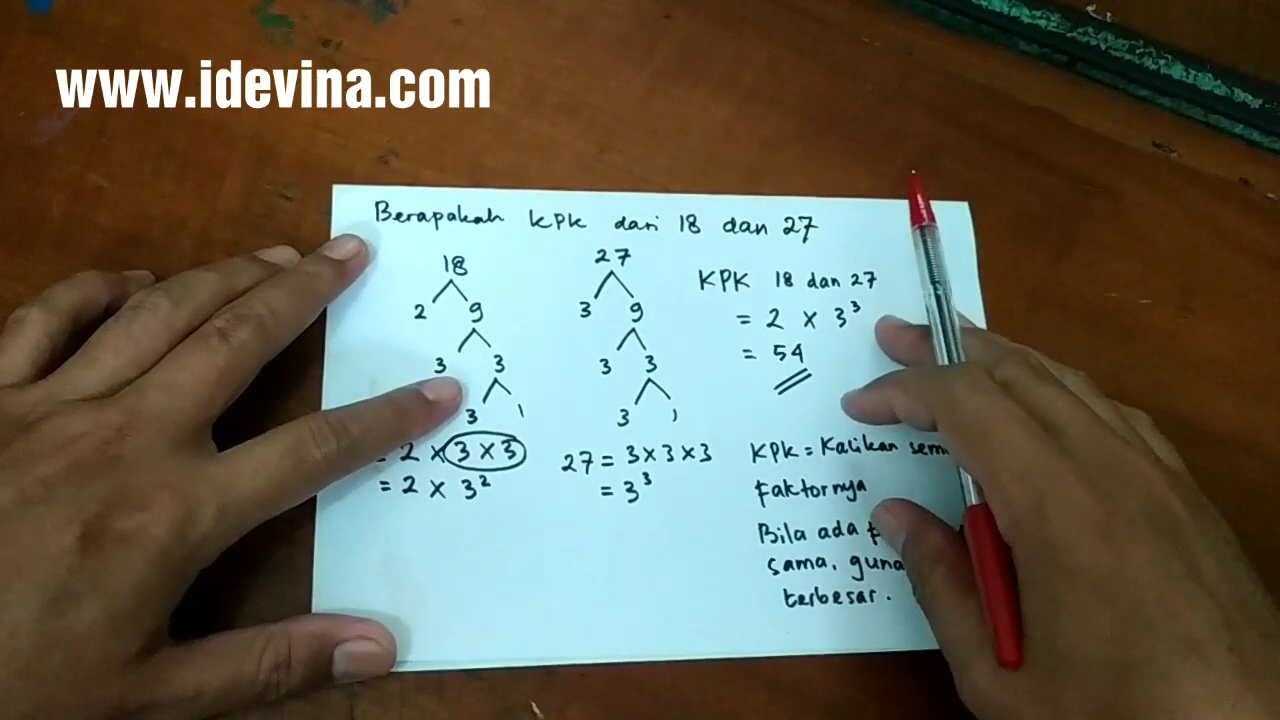 www.idevina.com
Berapakah KPK dari 18 dan 27
18
2 9
3 3
3 1
= 2 x 3 x 3
= 2 x 3²
27
3 9
3 3
3 1
27 = 3 x 3 x 3
= 3³
KPK 18 dan 27
= 2 x 3³
= 54
KPK = Kalikan
faktornya
Bila ada
sama,
terbesar.